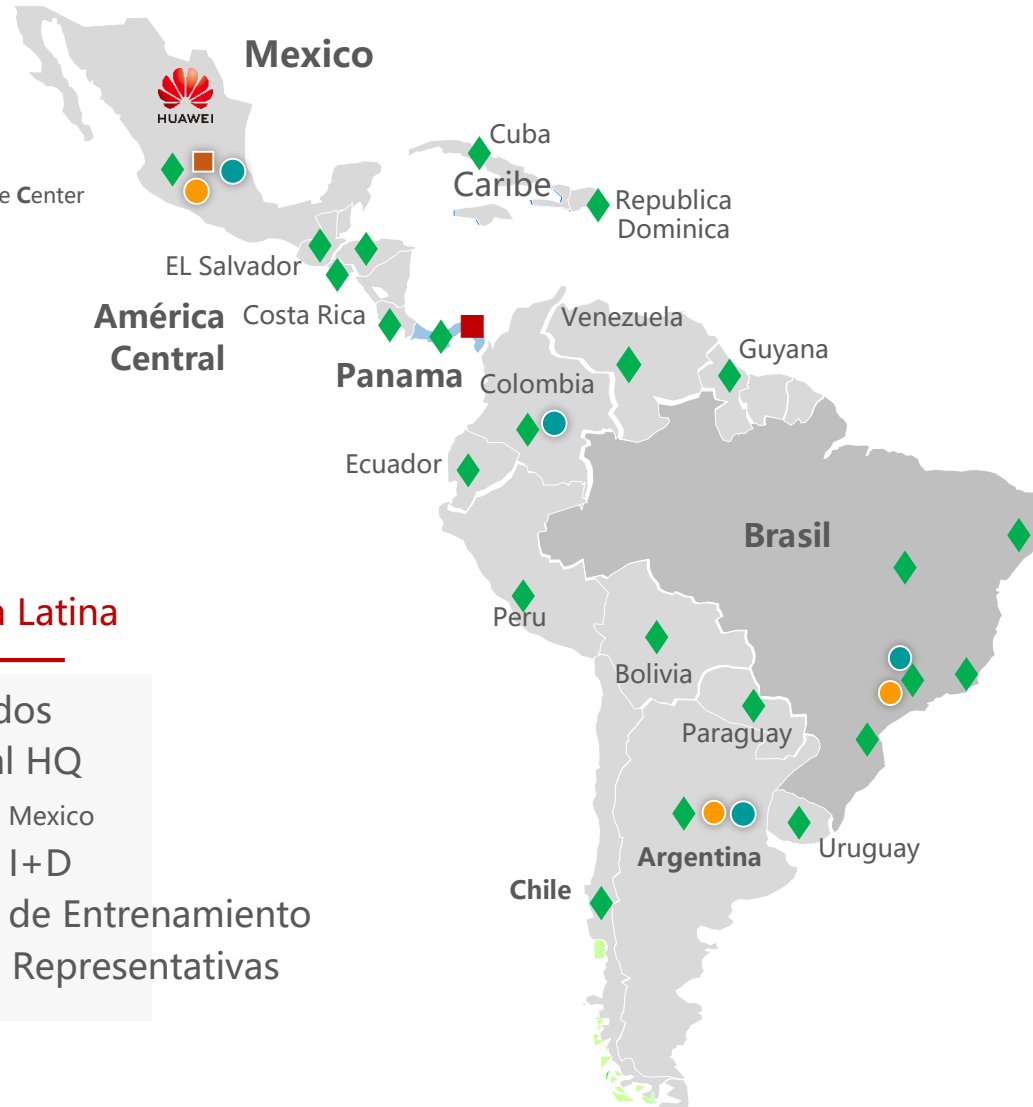 Mexico
HUAWEI
Cuba
e Center
Caribe
Republica
Dominica
EL Salvador
América
Central
Costa Rica
Venezuela
Guyana
Panama
Colombia
Ecuador
Brasil
Peru
Latina
Bolivia
dos
Paraguay
al HQ
Mexico
Uruguay
Argentina
I+D
Chile
de Entrenamiento
Representativas